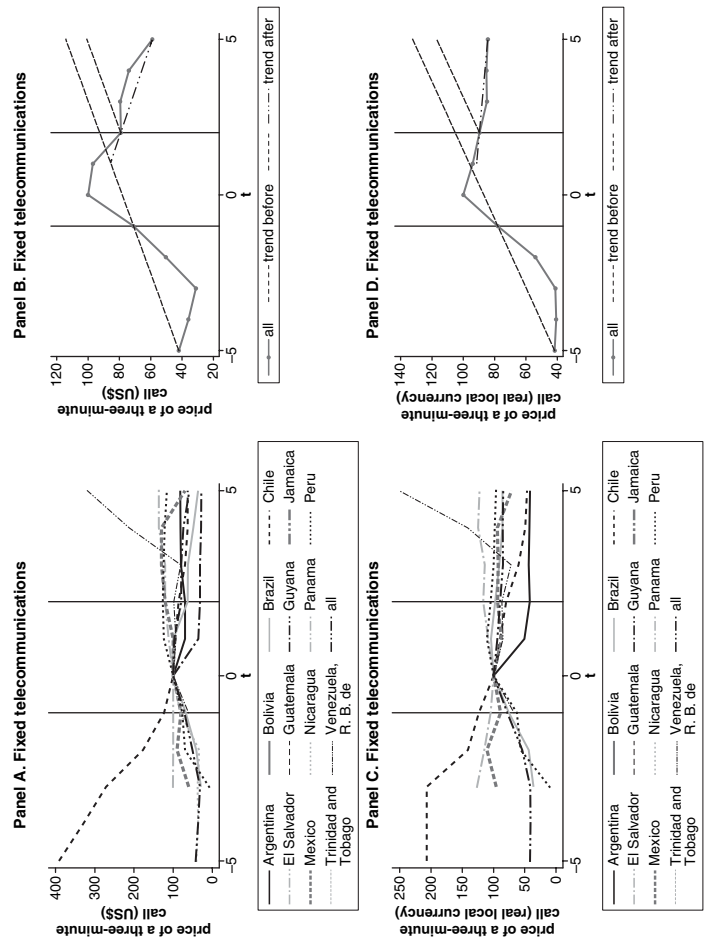 Panel A. Fixed telecommunications
price of a three-minute
call (US$)
400
300
200
100
0
−5
0
5
t
Argentina
Bolivia
Brazil
Chile
El Salvador
Guatemala
Guyana
Jamaica
Mexico
Nicaragua
Panama
Peru
Trinidad and
Tobago
Venezuela,
R. B. de
all
Panel B. Fixed telecommunications
price of a three-minute
call (US$)
120
100
80
60
40
20
−5
0
5
t
all
trend before
trend after
Panel C. Fixed telecommunications
price of a three-minute
call (real local currency)
250
200
150
100
50
0
−5
0
5
t
Argentina
Bolivia
Brazil
Chile
El Salvador
Guatemala
Guyana
Jamaica
Mexico
Nicaragua
Panama
Peru
Trinidad and
Tobago
Venezuela,
R. B. de
all
Panel D. Fixed telecommunications
price of a three-minute
call (real local currency)
140
120
100
80
60
40
−5
0
5
t
all
trend before
trend after